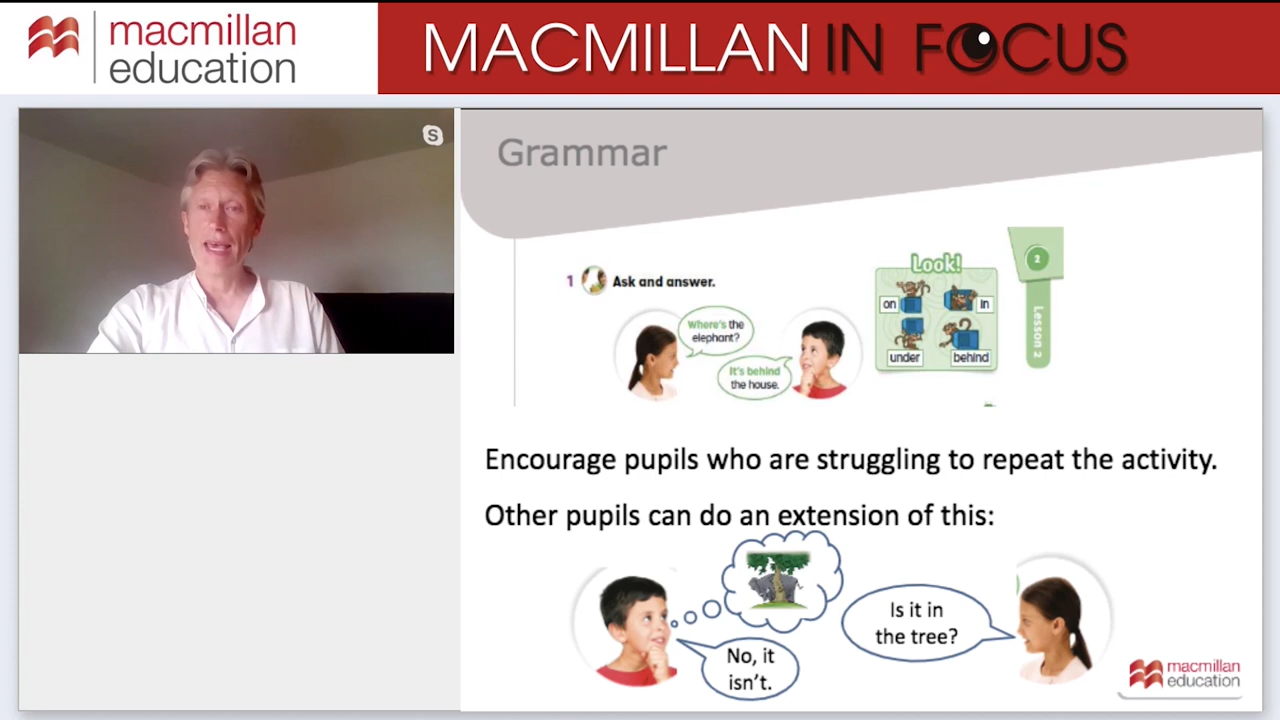 macmillan
education
MACMILLAN IN FOCUS
S
Grammar
1 Ask and answer.
Where's the
elephant?
It's behind
the house.
Look!
on
in
under
behind
2
Lesson 2
Encourage pupils who are struggling to repeat the activity.
Other pupils can do an extension of this:
Is it in
the tree?
No, it
isn't.
macmillan
education